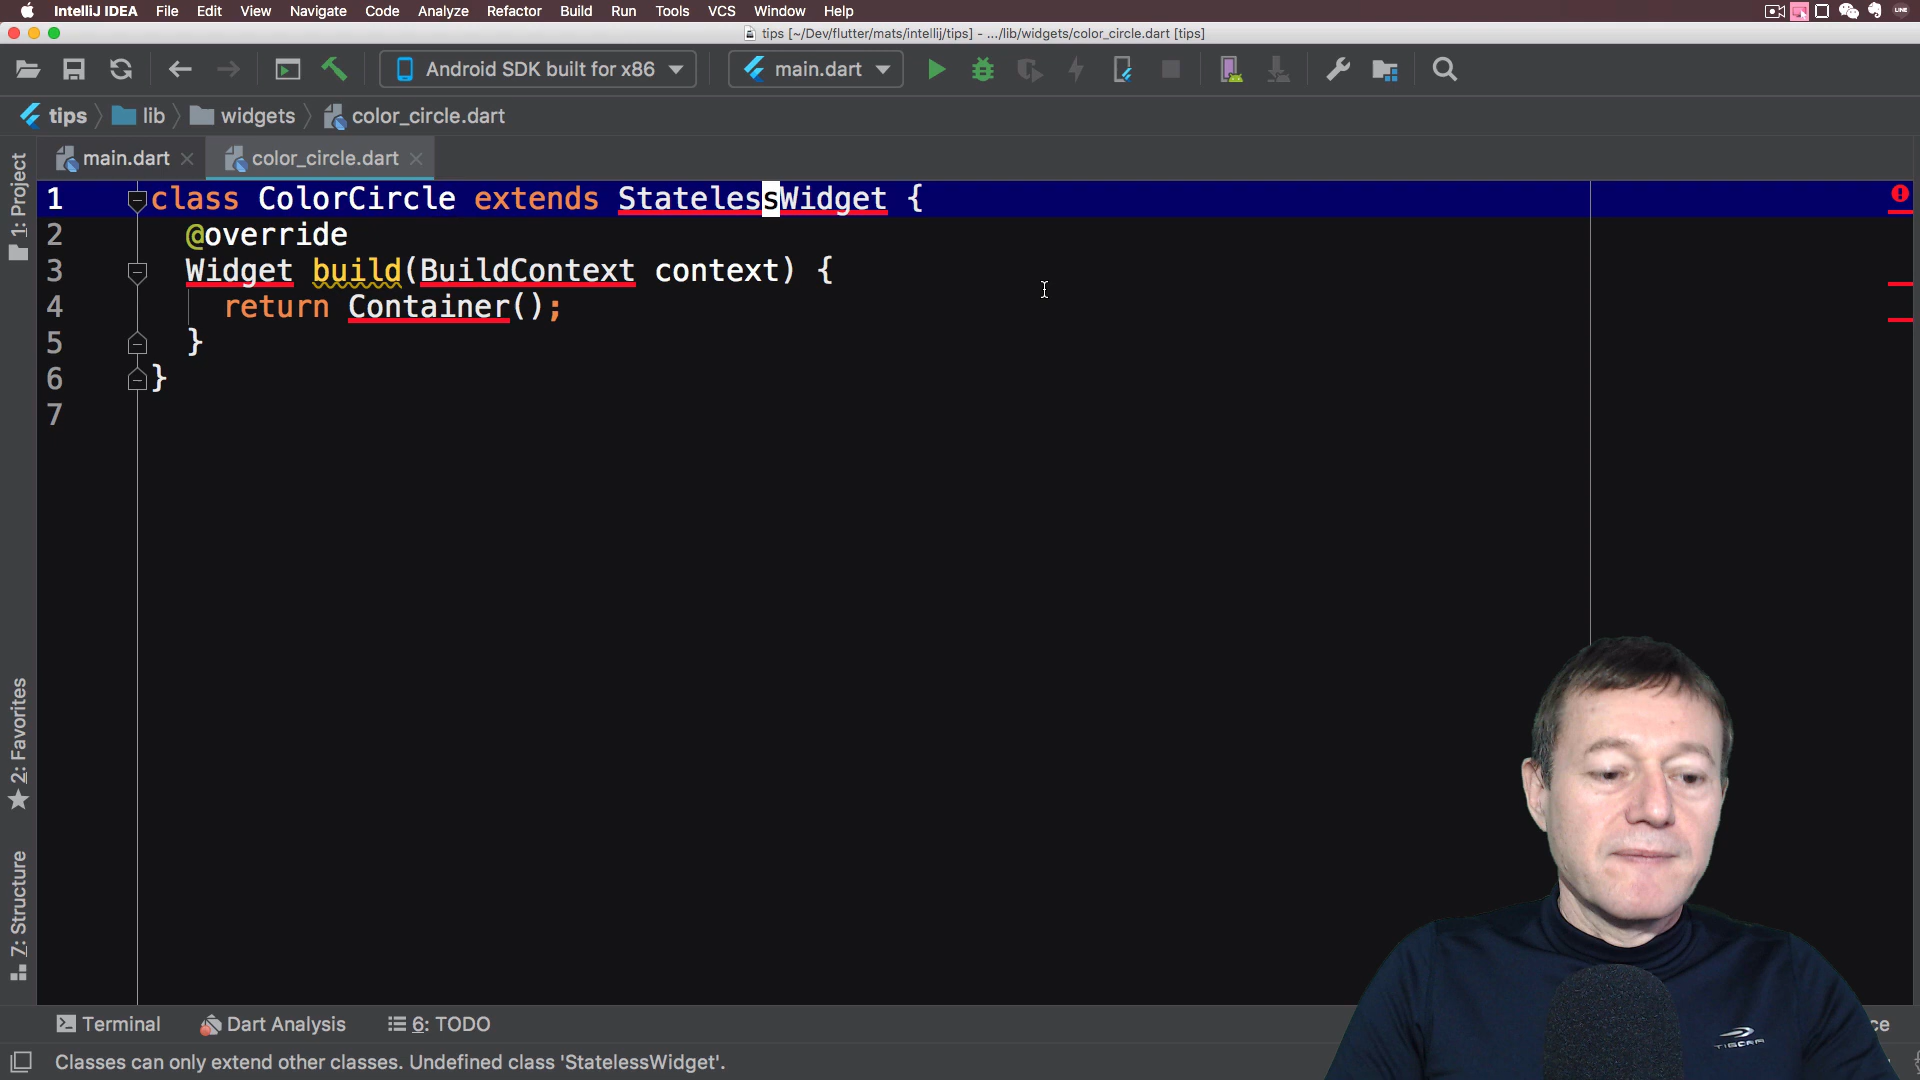 IntelliJ IDEA File Edit View Navigate Code Analyze Refactor Build Run Tools VCS Window Help
tips [~/Dev/flutter/mats/intellij/tips] - .../lib/widgets/color_circle.dart [tips]
Android SDK built for x86 main.dart
tips lib widgets color_circle.dart
main.dart color_circle.dart
1: Project
1 class ColorCircle extends StatelessWidget {
2 @override
3 Widget build(BuildContext context) {
4 return Container();
5 }
6 }
7
2: Favorites
7: Structure
Terminal Dart Analysis 6: TODO
Classes can only extend other classes. Undefined class 'StatelessWidget'.